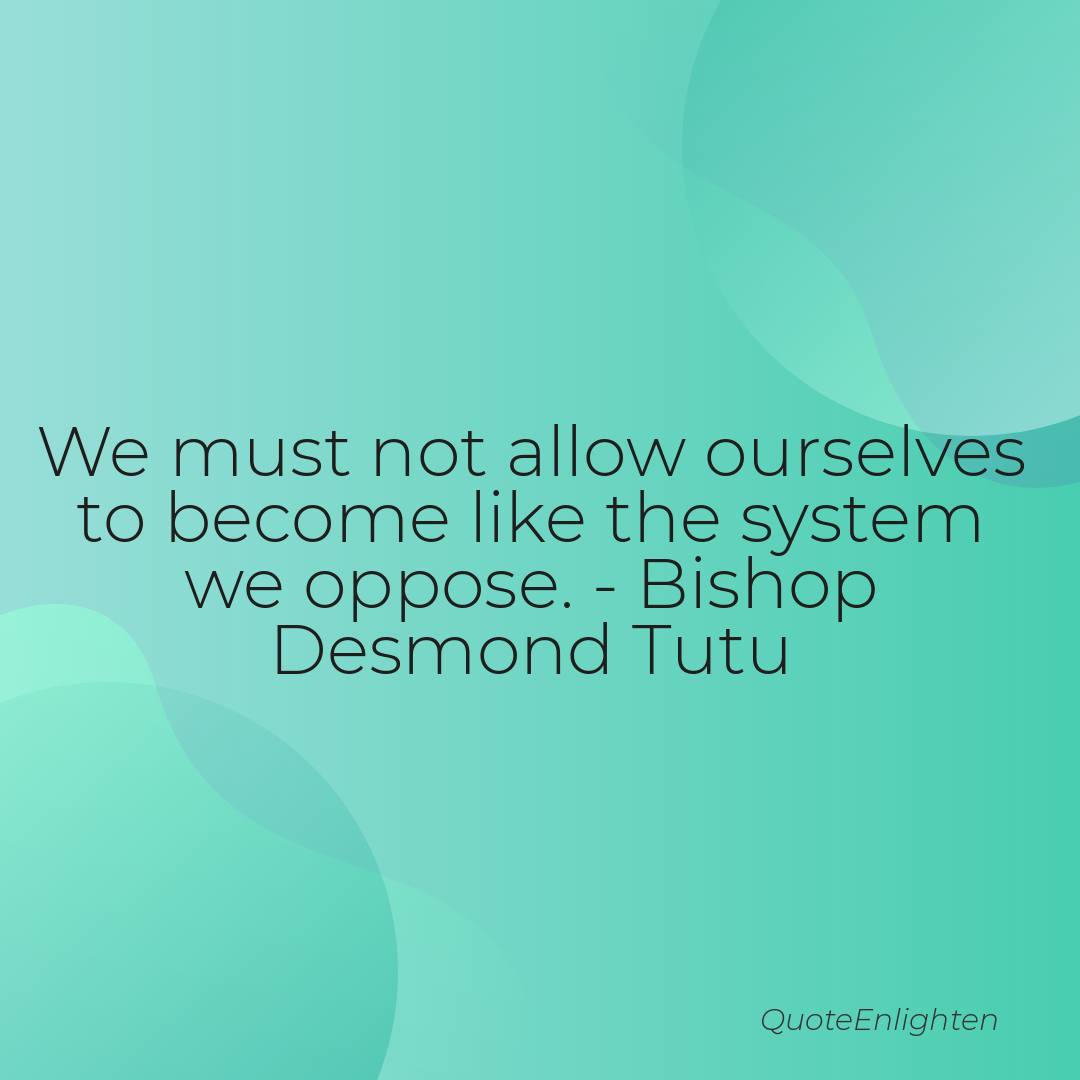 We must not allow ourselves
to become like the system
we oppose. - Bishop
Desmond Tutu
QuoteEnlighten